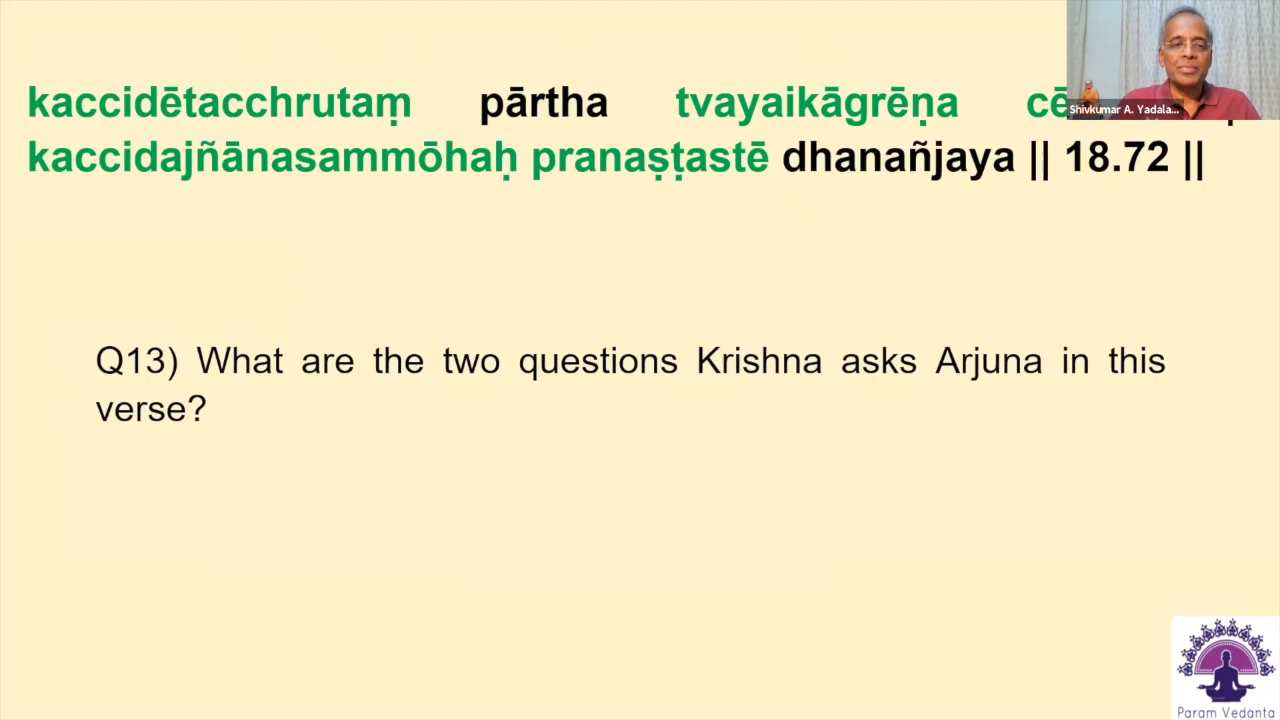 kaccidētacchrutaṃ pārtha tvayaikāgrēṇa
kaccidajñānasammōhaḥ pranaṣṭastē dhanañjaya || 18.72 ||
Shivkumar A. Yadala...
Q13) What are the two questions Krishna asks Arjuna in this
verse?
Param Vedanta